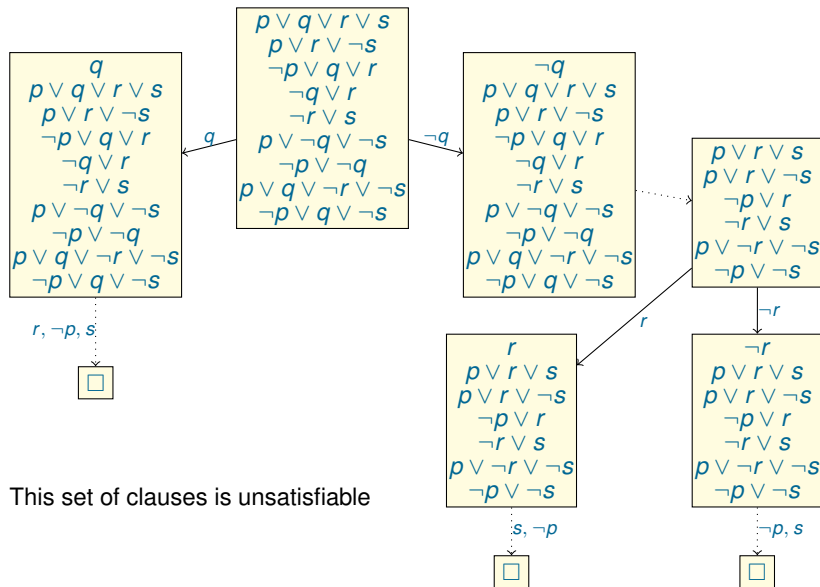 p ∨ q ∨ r ∨ s
p ∨ r ∨ ¬s
¬p ∨ q ∨ r
¬q ∨ r
¬r ∨ s
p ∨ ¬q ∨ ¬s
¬p ∨ ¬q
p ∨ q ∨ ¬r ∨ ¬s
¬p ∨ q ∨ ¬s
q
q
p ∨ q ∨ r ∨ s
p ∨ r ∨ ¬s
¬p ∨ q ∨ r
¬q ∨ r
¬r ∨ s
p ∨ ¬q ∨ ¬s
¬p ∨ ¬q
p ∨ q ∨ ¬r ∨ ¬s
¬p ∨ q ∨ ¬s
r, ¬p, s
□
¬q
¬q
p ∨ q ∨ r ∨ s
p ∨ r ∨ ¬s
¬p ∨ q ∨ r
¬q ∨ r
¬r ∨ s
p ∨ ¬q ∨ ¬s
¬p ∨ ¬q
p ∨ q ∨ ¬r ∨ ¬s
¬p ∨ q ∨ ¬s
p ∨ r ∨ s
p ∨ r ∨ ¬s
¬p ∨ r
¬r ∨ s
p ∨ ¬r ∨ ¬s
¬p ∨ ¬s
r
r
p ∨ r ∨ s
p ∨ r ∨ ¬s
¬p ∨ r
¬r ∨ s
p ∨ ¬r ∨ ¬s
¬p ∨ ¬s
s, ¬p
□
¬r
¬r
p ∨ r ∨ s
p ∨ r ∨ ¬s
¬p ∨ r
¬r ∨ s
p ∨ ¬r ∨ ¬s
¬p ∨ ¬s
¬p, s
□
This set of clauses is unsatisfiable